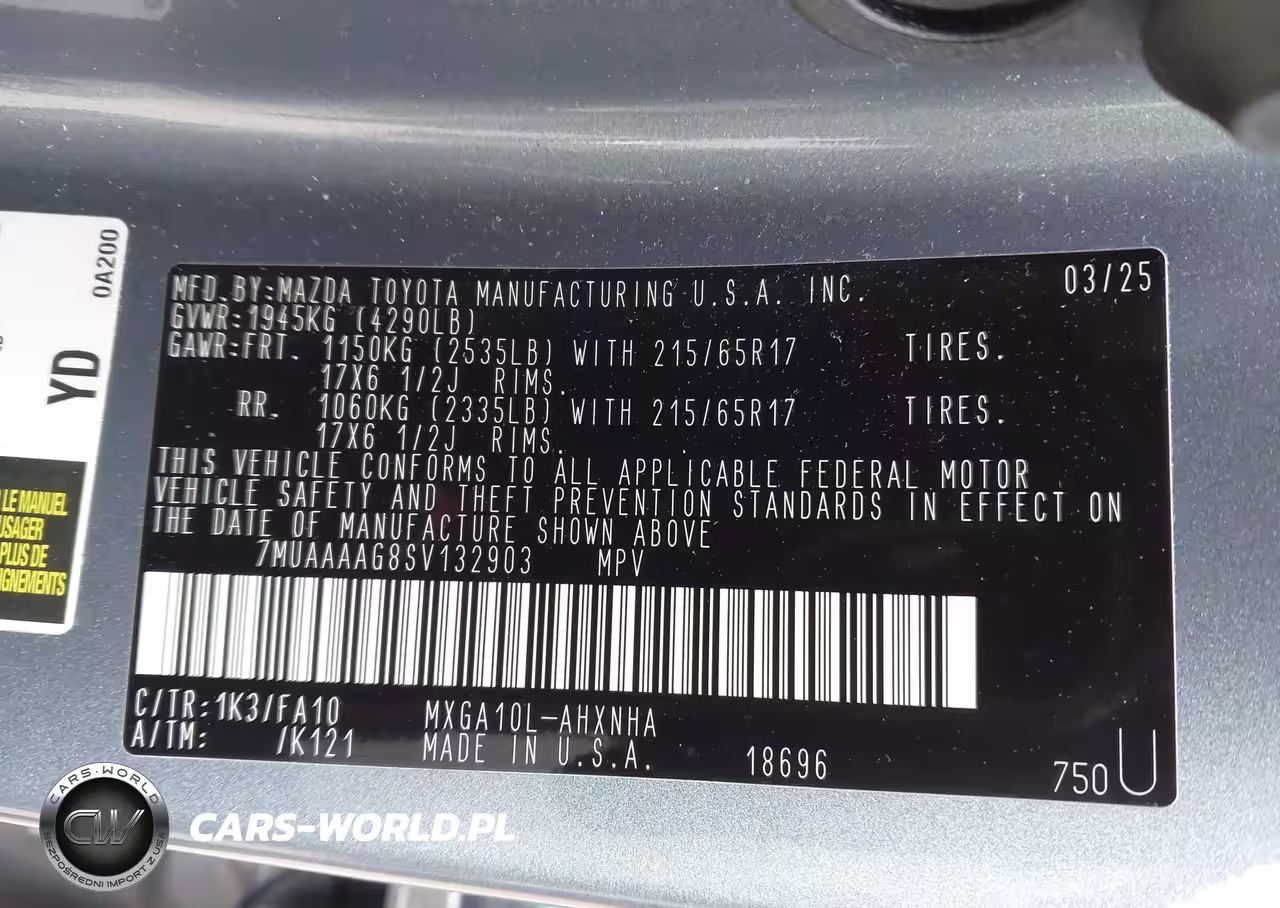 0A200
YD
LE MANUEL
USAGER
PLUS DE
IGNEMENTS
MFD.BY:MAZDA TOYOTA MANUFACTURING U.S.A. INC. 03/25
GVWR:1945KG (4290LB)
GAWR:FRT. 1150KG (2535LB) WITH 215/65R17 TIRES.
17X6 1/2J RIMS.
RR. 1060KG (2335LB) WITH 215/65R17 TIRES.
17X6 1/2J RIMS.
THIS VEHICLE CONFORMS TO ALL APPLICABLE FEDERAL MOTOR
VEHICLE SAFETY AND THEFT PREVENTION STANDARDS IN EFFECT ON
THE DATE OF MANUFACTURE SHOWN ABOVE
7MUAAAAG8SV132903 MPV
C/TR:1K3/FA10 MXGA10L-AHXNHA
A/TM: /K121 MADE IN U.S.A. 18696 750U
CARS-WORLD
CW
BEZPOŚREDNI IMPORT Z USA
CARS-WORLD.PL